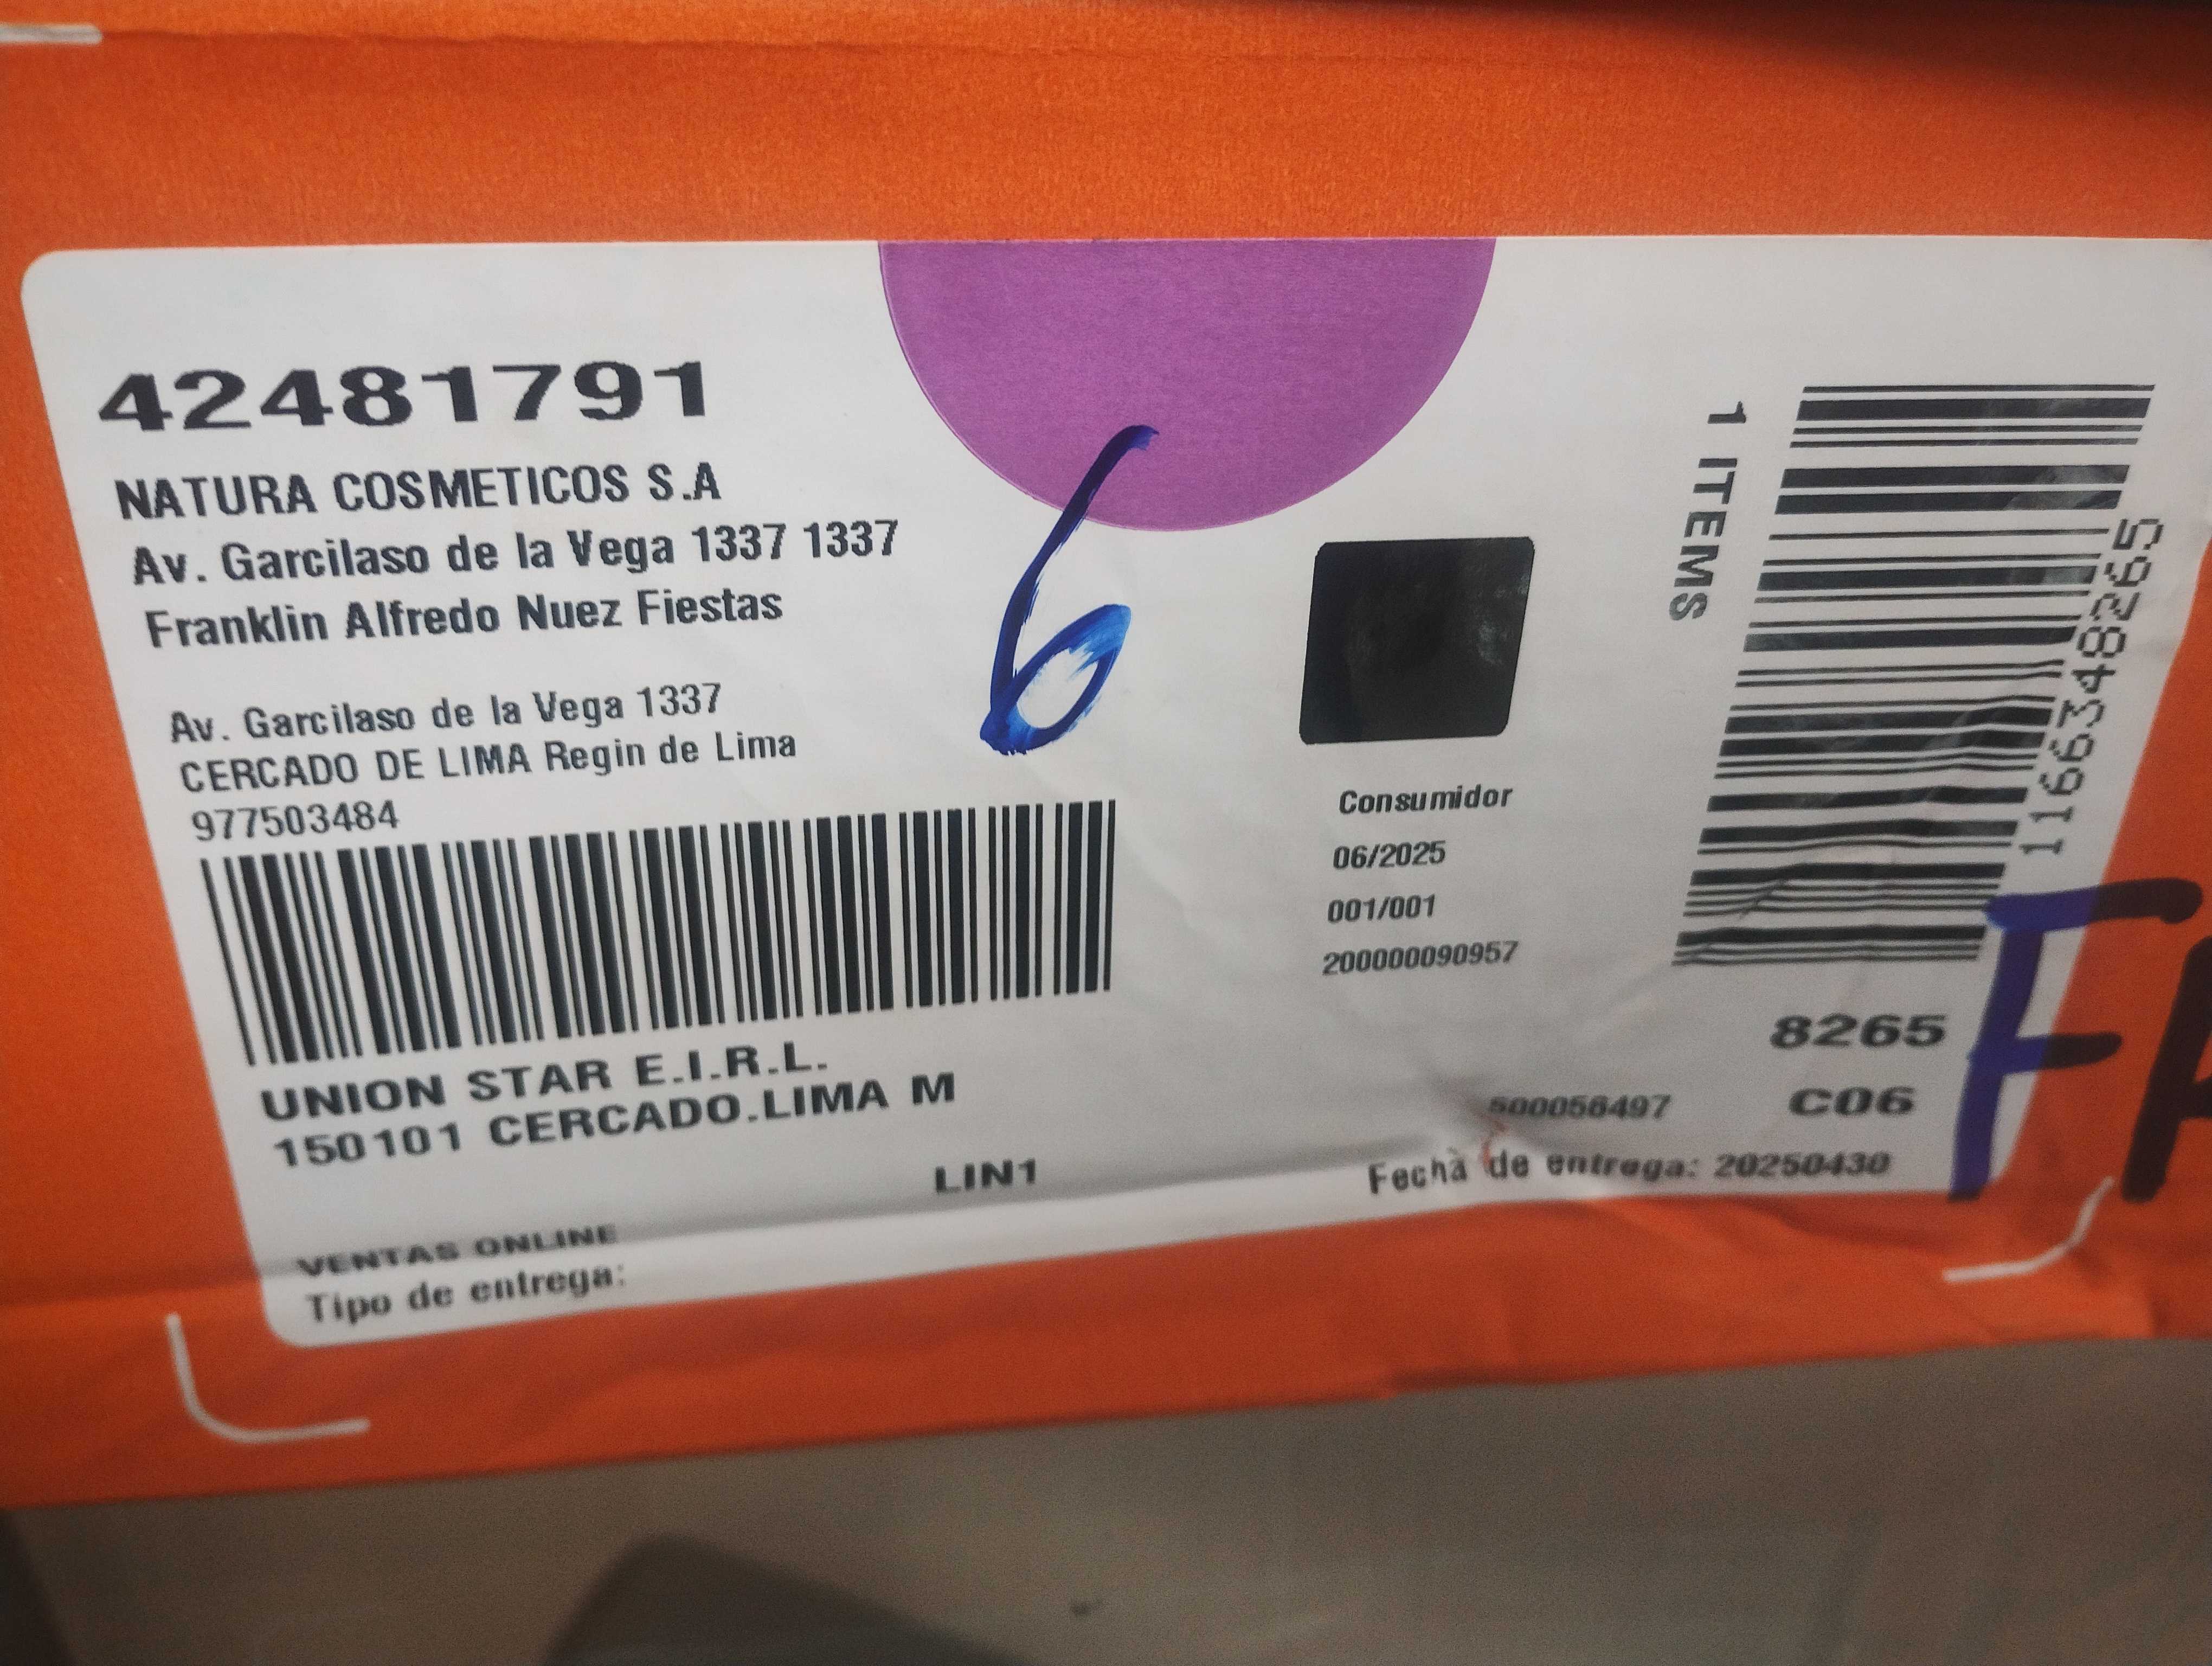 42481791
NATURA COSMETICOS S.A
Av. Garcilaso de la Vega 1337 1337
Franklin Alfredo Nuez Fiestas
Av. Garcilaso de la Vega 1337
CERCADO DE LIMA Regin de Lima
977503484
UNION STAR E.I.R.L.
150101 CERCADO.LIMA M
LIN1
VENTAS ONLINE
Tipo de entrega:
6
Consumidor
06/2025
001/001
200000090957
1 ITEMS
1166348265
8265
500056497 C06
Fecha de entrega: 20250430